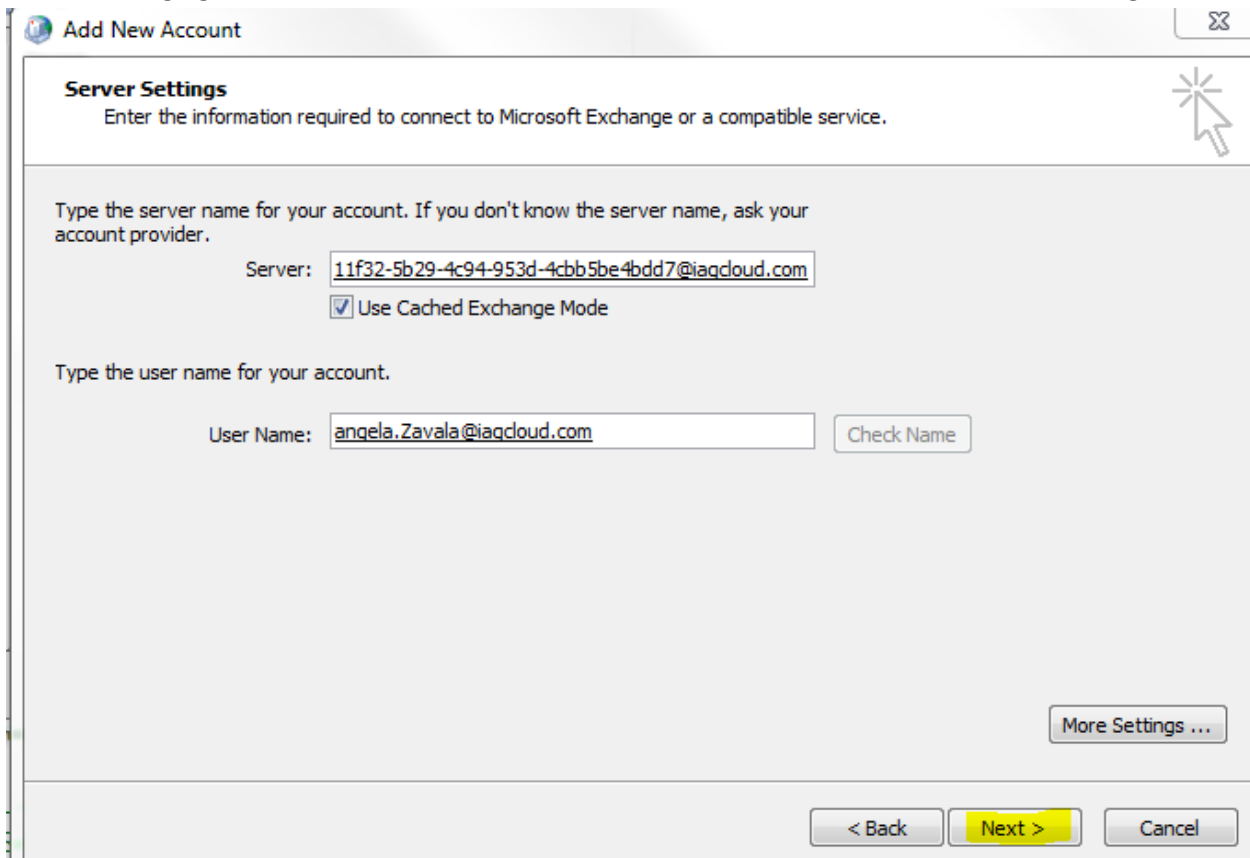 Add New Account
Server Settings
Enter the information required to connect to Microsoft Exchange or a compatible service.
Type the server name for your account. If you don't know the server name, ask your
account provider.
Server: 11f32-5b29-4c94-953d-4cbb5be4bdd7@iagcloud.com
Use Cached Exchange Mode
Type the user name for your account.
User Name: angela.Zavala@iagcloud.com Check Name
More Settings ...
< Back Next > Cancel